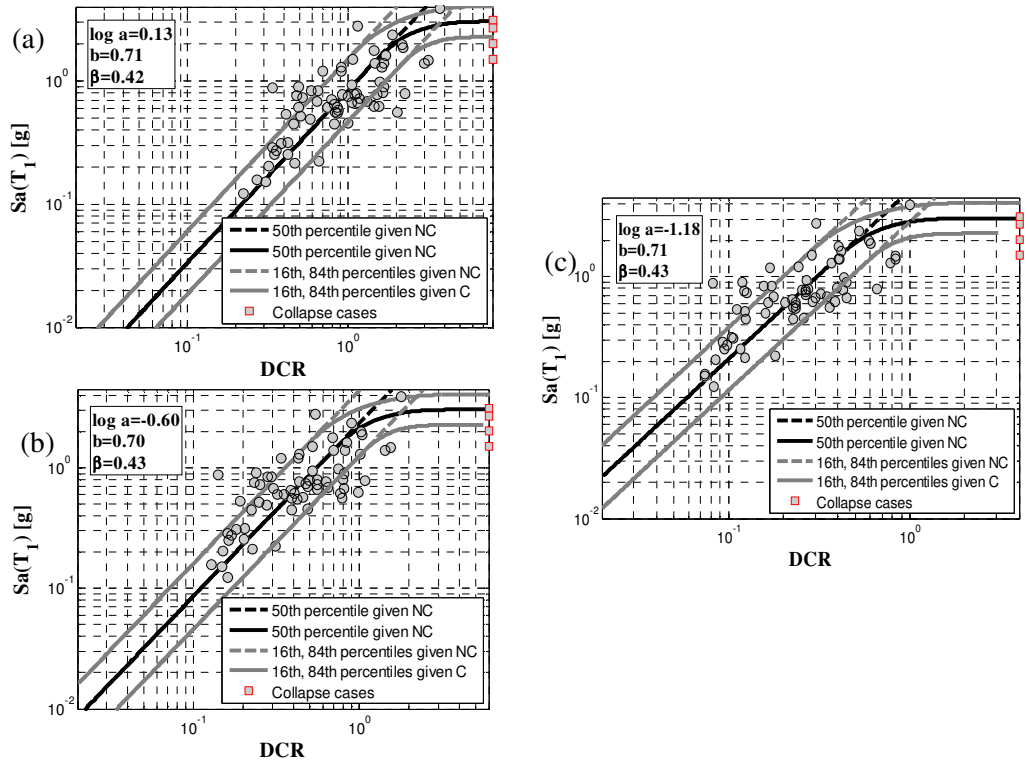 (a)
log a=0.13
b=0.71
β=0.42
10^0
10^-1
10^-2
Sa(T_1) [g]
50th percentile given NC
50th percentile given NC
16th, 84th percentiles given NC
16th, 84th percentiles given C
Collapse cases
10^-1
10^0
DCR
(b)
log a=-0.60
b=0.70
β=0.43
10^0
10^-1
10^-2
Sa(T_1) [g]
50th percentile given NC
50th percentile given NC
16th, 84th percentiles given NC
16th, 84th percentiles given C
Collapse cases
10^-1
10^0
DCR
(c)
log a=-1.18
b=0.71
β=0.43
10^0
10^-1
10^-2
Sa(T_1) [g]
50th percentile given NC
50th percentile given NC
16th, 84th percentiles given NC
16th, 84th percentiles given C
Collapse cases
10^-1
10^0
DCR